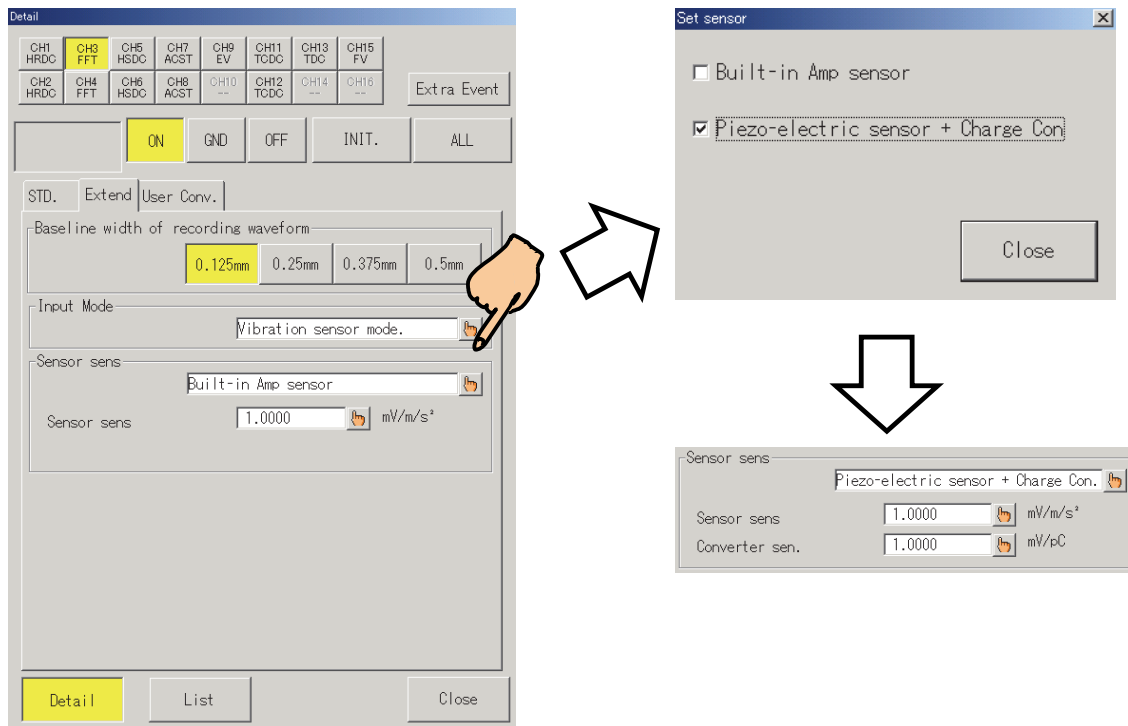 Detail
CH1 HRDC CH3 FFT CH5 HSDC CH7 ACST CH9 EV CH11 TCDC CH13 TDC CH15 FV
CH2 HRDC CH4 FFT CH6 HSDC CH8 ACST CH10 -- CH12 TCDC CH14 -- CH16 --
Extra Event
ON GND OFF INIT. ALL
STD. Extend User Conv.
Baseline width of recording waveform
0.125mm 0.25mm 0.375mm 0.5mm
Input Mode
Vibration sensor mode.
Sensor sens
Built-in Amp sensor
Sensor sens 1.0000 mV/m/s²
Detail List Close
Set sensor
Built-in Amp sensor
Piezo-electric sensor + Charge Con
Close
Sensor sens
Piezo-electric sensor + Charge Con.
Sensor sens 1.0000 mV/m/s²
Converter sen. 1.0000 mV/pC